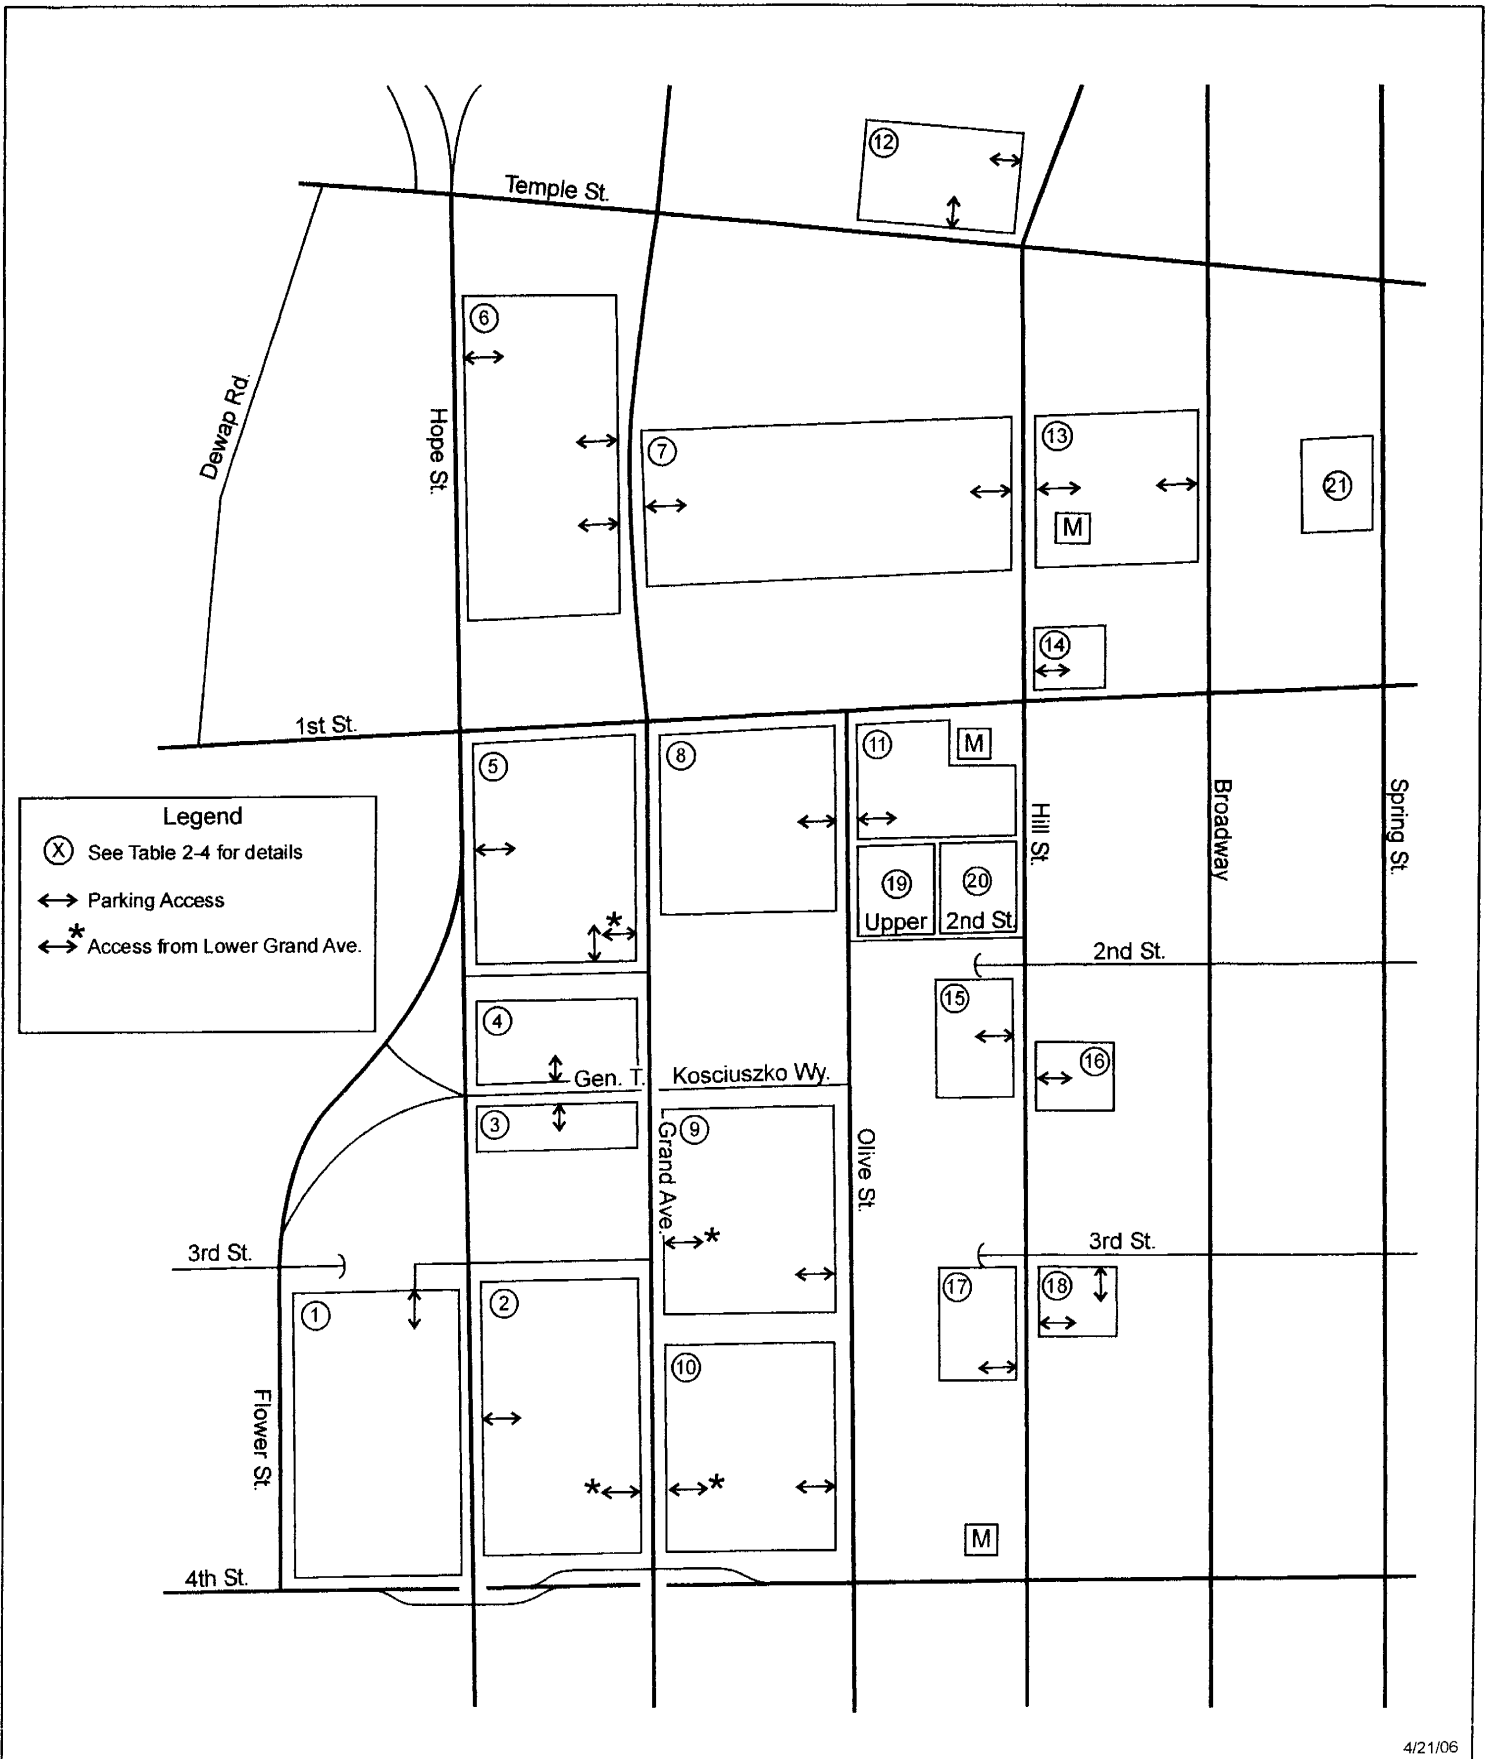 12
Temple St.
6
Dewap Rd.
Hope St.
7
13
21
M
14
1st St.
5
8
11
M
Legend
X See Table 2-4 for details
Parking Access
* Access from Lower Grand Ave.
Hill St.
Broadway
Spring St.
19
20
Upper 2nd St.
*
2nd St.
4
15
16
Gen. T. Kosciuszko Wy.
3
9
Grand Ave.
Olive St.
*
3rd St.
3rd St.
1
2
17
18
10
Flower St.
*
*
M
4th St.
4/21/06